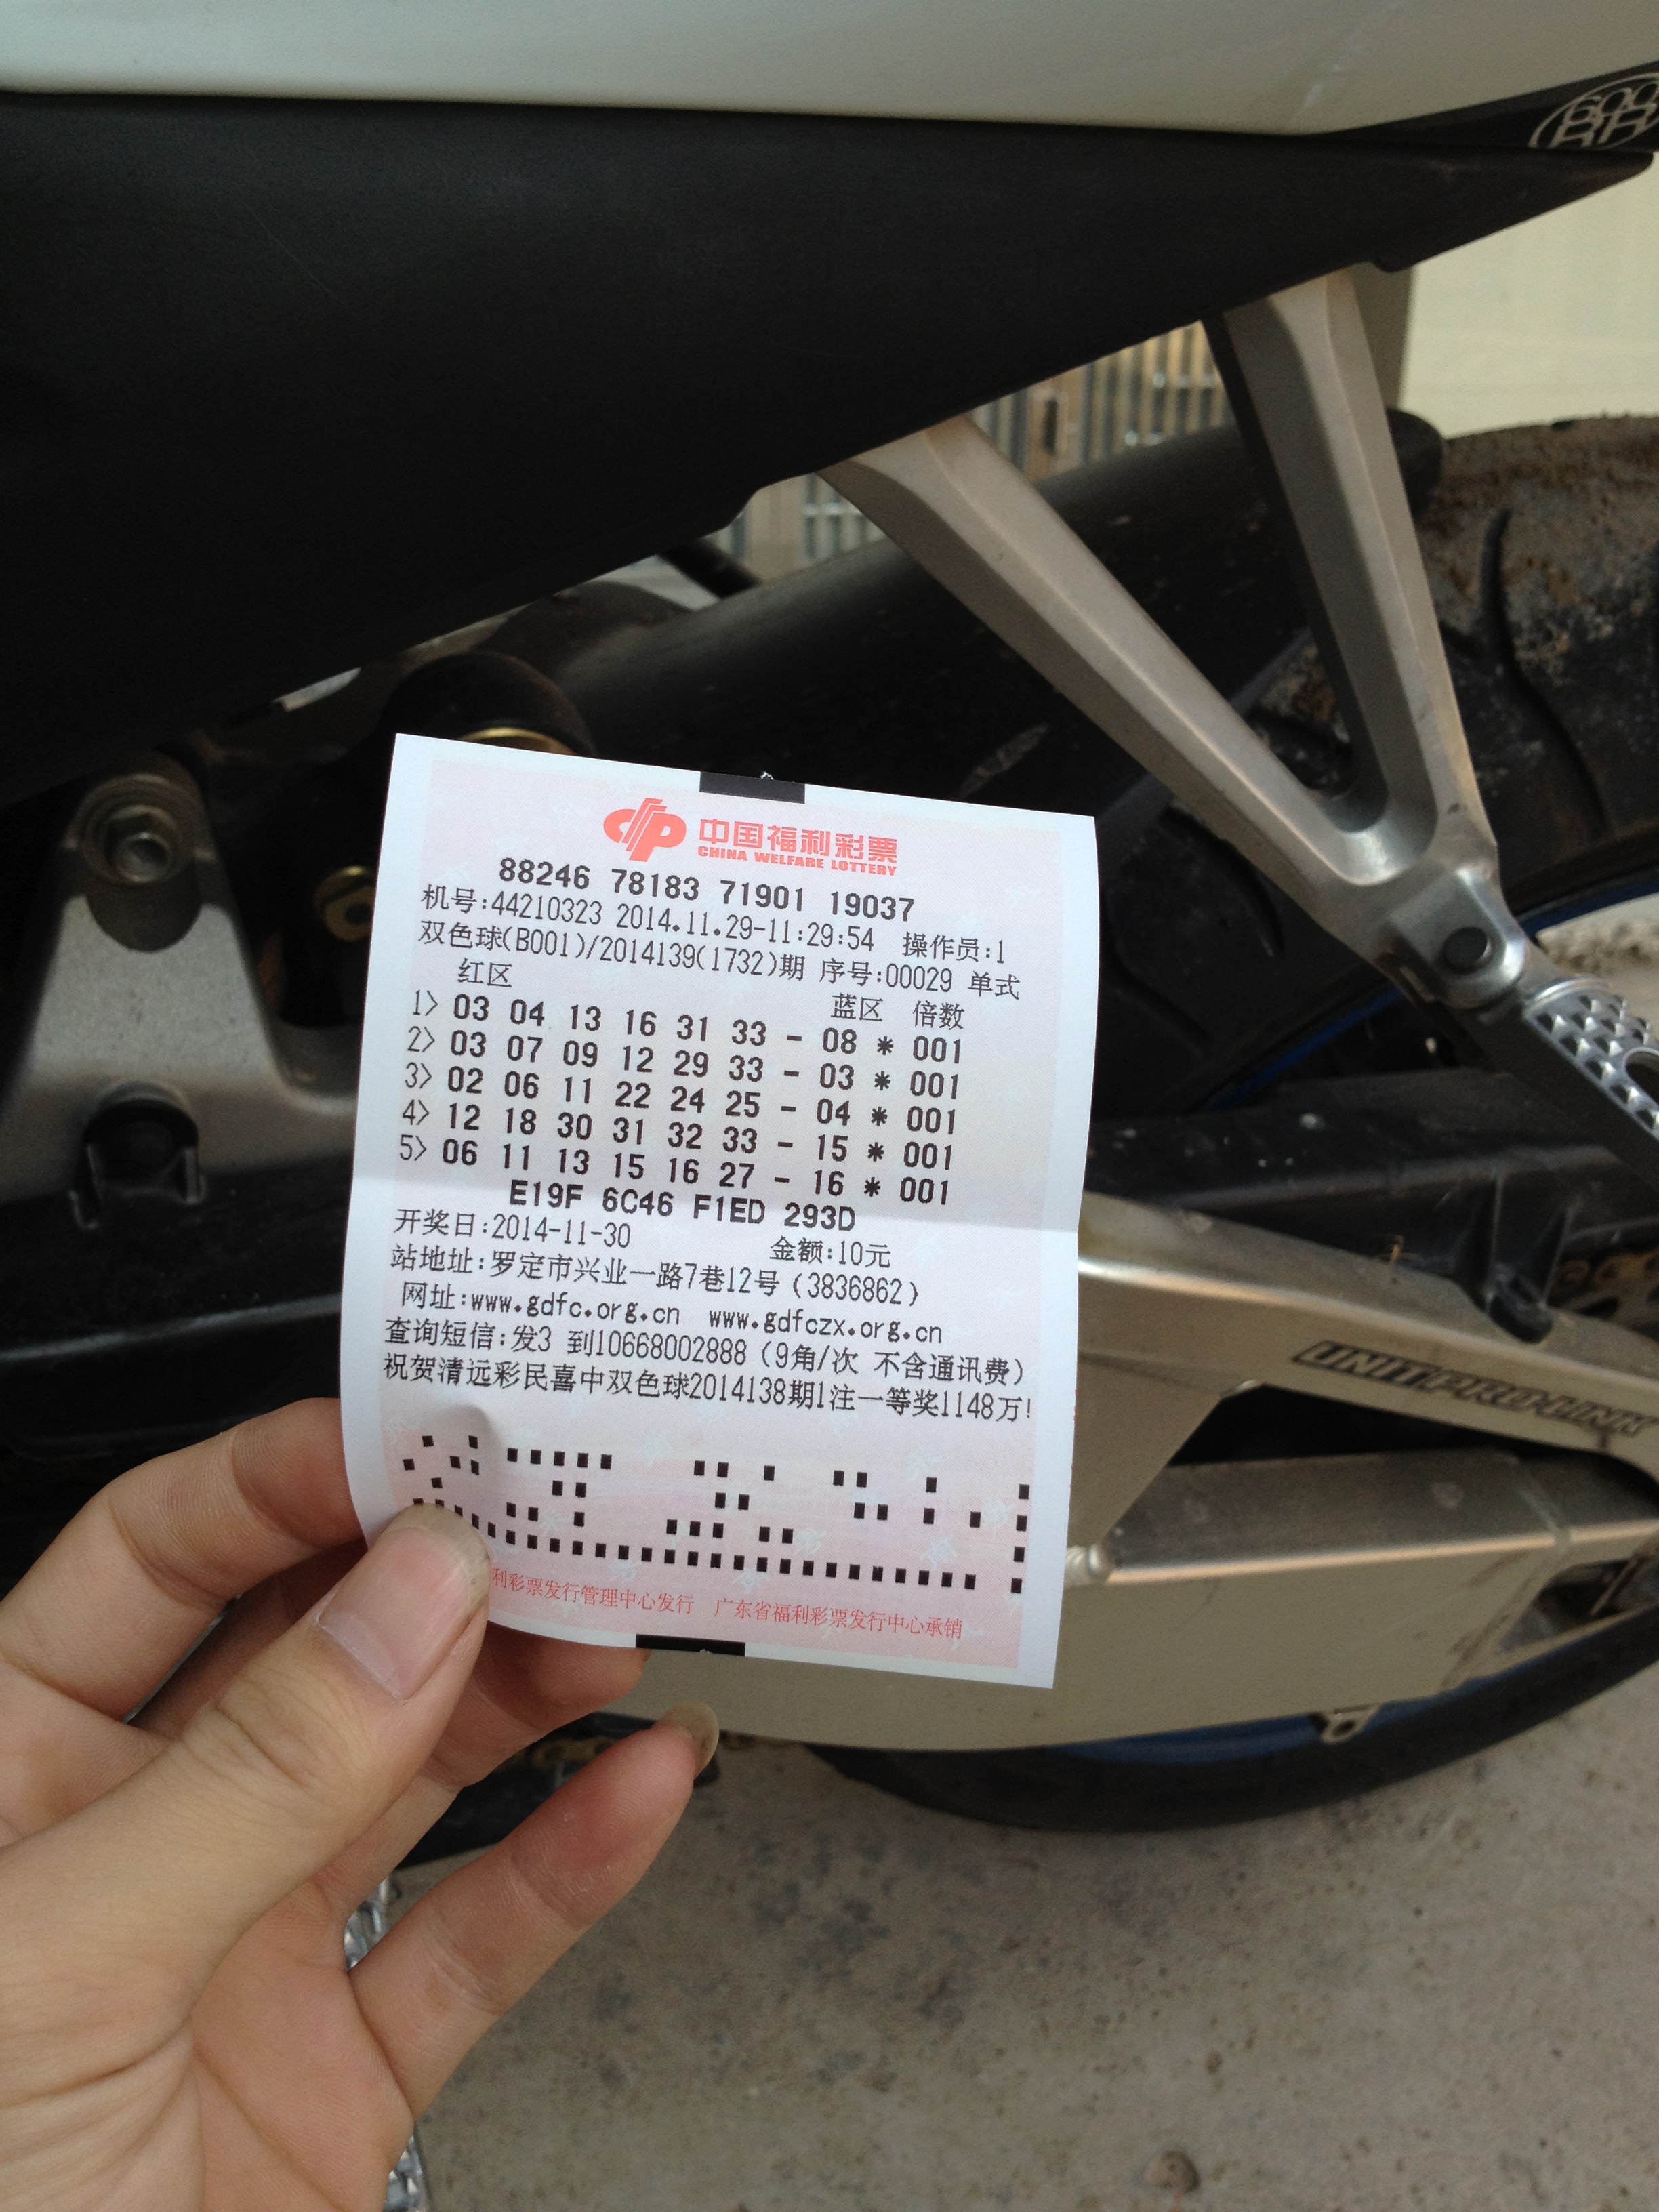 中国福利彩票
CHINA WELFARE LOTTERY
88246 78183 71901 19037
机号:44210323 2014.11.29-11:29:54 操作员:1
双色球(B001)/2014139(1732)期 序号:00029 单式
红区 蓝区 倍数
1> 03 04 13 16 31 33 - 08 * 001
2> 03 07 09 12 29 33 - 03 * 001
3> 02 06 11 22 24 25 - 04 * 001
4> 12 18 30 31 32 33 - 15 * 001
5> 06 11 13 15 16 27 - 16 * 001
E19F 6C46 F1ED 293D
开奖日:2014-11-30 金额:10元
站地址:罗定市兴业一路7巷12号(3836862)
网址:www.gdfc.org.cn www.gdfczx.org.cn
查询短信:发3 到10668002888(9角/次 不含通讯费)
祝贺清远彩民喜中双色球2014138期1注一等奖1148万!
利彩票发行管理中心发行 广东省福利彩票发行中心承销
UNIT PRO-LINK